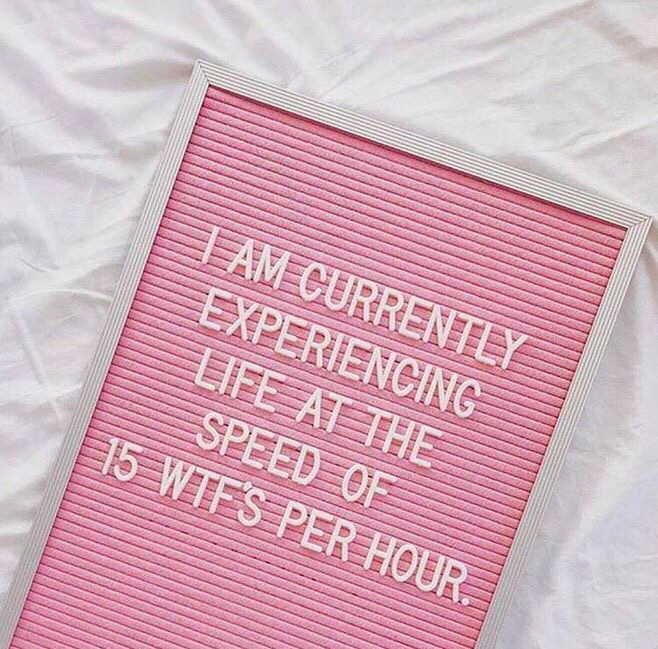 I AM CURRENTLY
EXPERIENCING
LIFE AT THE
SPEED OF
15 WTF'S PER HOUR.